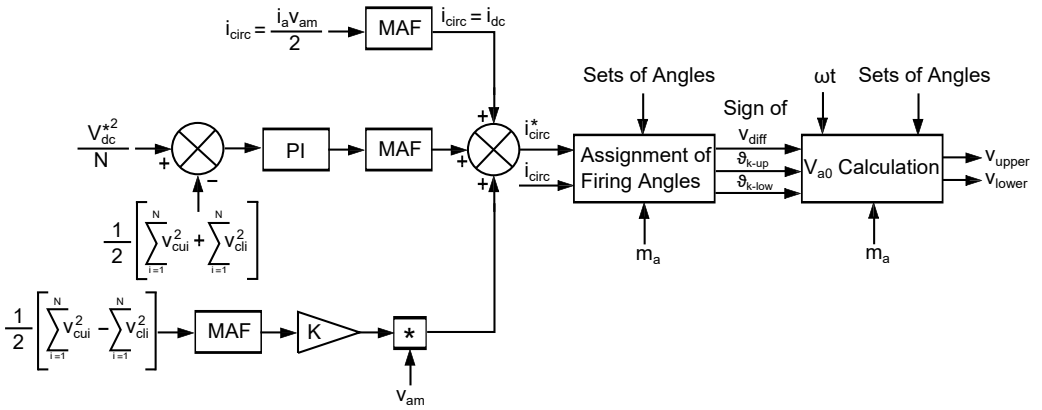 i_circ = i_a v_am / 2
MAF
i_circ = i_dc
V*²_dc / N
+
−
PI
MAF
+
+
+
1/2 [ Σ_{i=1}^{N} v²_cui + Σ_{i=1}^{N} v²_cli ]
1/2 [ Σ_{i=1}^{N} v²_cui − Σ_{i=1}^{N} v²_cli ]
MAF
K
*
v_am
i*_circ
i_circ
Sets of Angles
Assignment of
Firing Angles
m_a
Sign of
v_diff
ϑ_k-up
ϑ_k-low
ωt
Sets of Angles
V_a0 Calculation
m_a
v_upper
v_lower